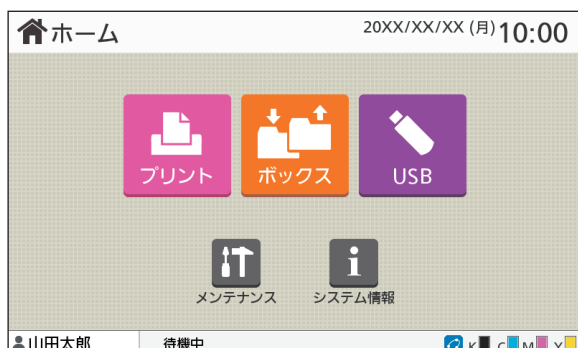 ホーム 20XX/XX/XX (月) 10:00
プリント ボックス USB
メンテナンス システム情報
山田太郎 待機中 K C M Y